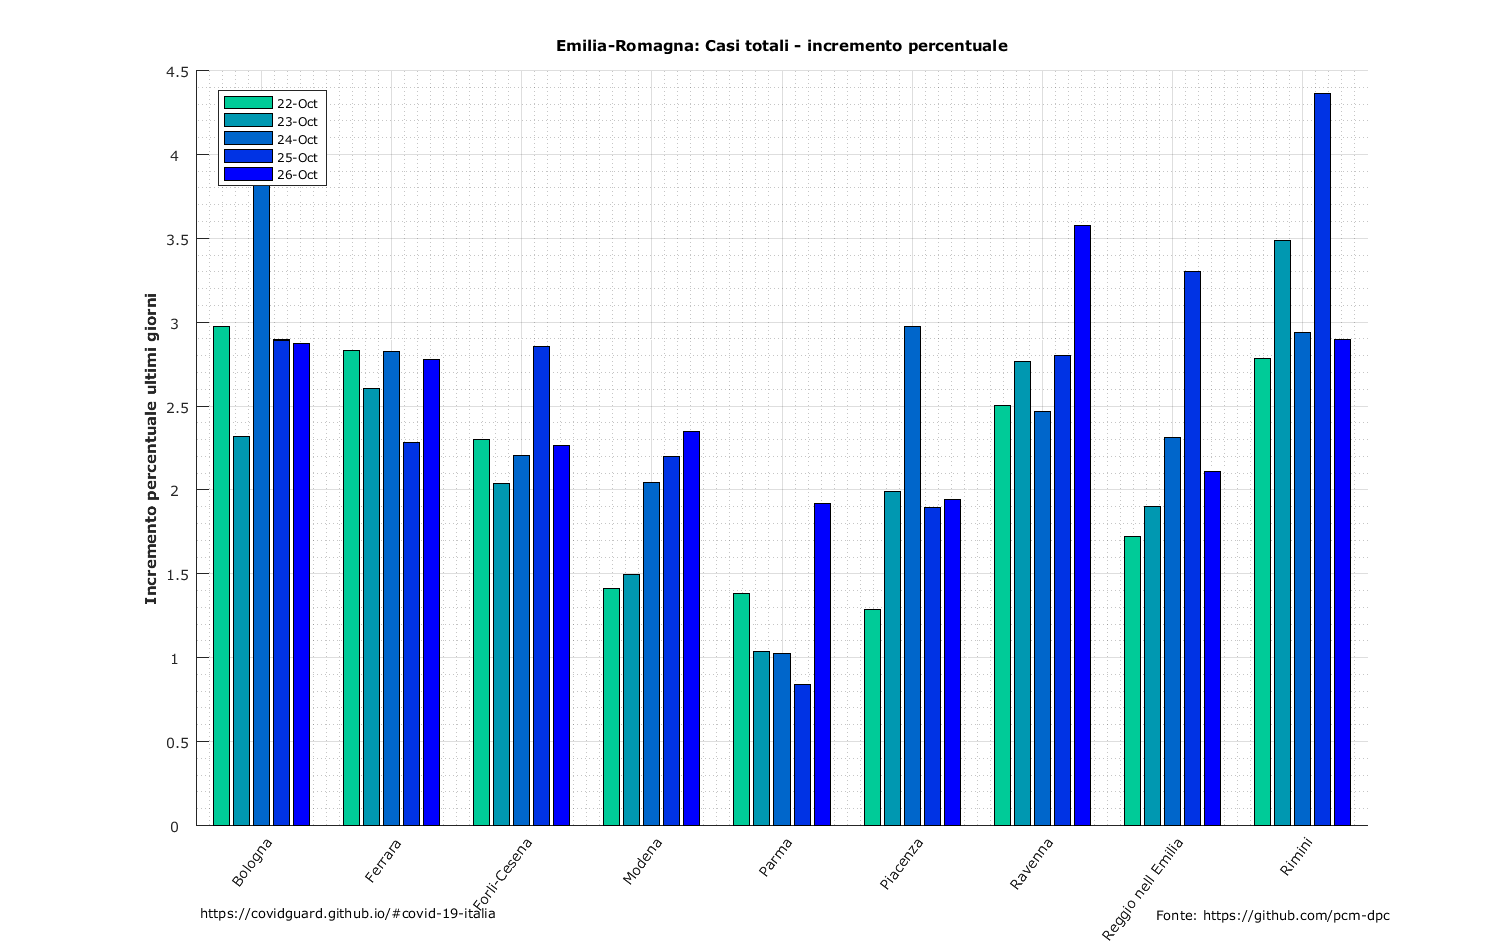 Emilia-Romagna: Casi totali - incremento percentuale
Incremento percentuale ultimi giorni
4.5
4
3.5
3
2.5
2
1.5
1
0.5
0
22-Oct
23-Oct
24-Oct
25-Oct
26-Oct
Bologna
Ferrara
Forlì-Cesena
Modena
Parma
Piacenza
Ravenna
Reggio nell Emilia
Rimini
https://covidguard.github.io/#covid-19-italia
Fonte: https://github.com/pcm-dpc